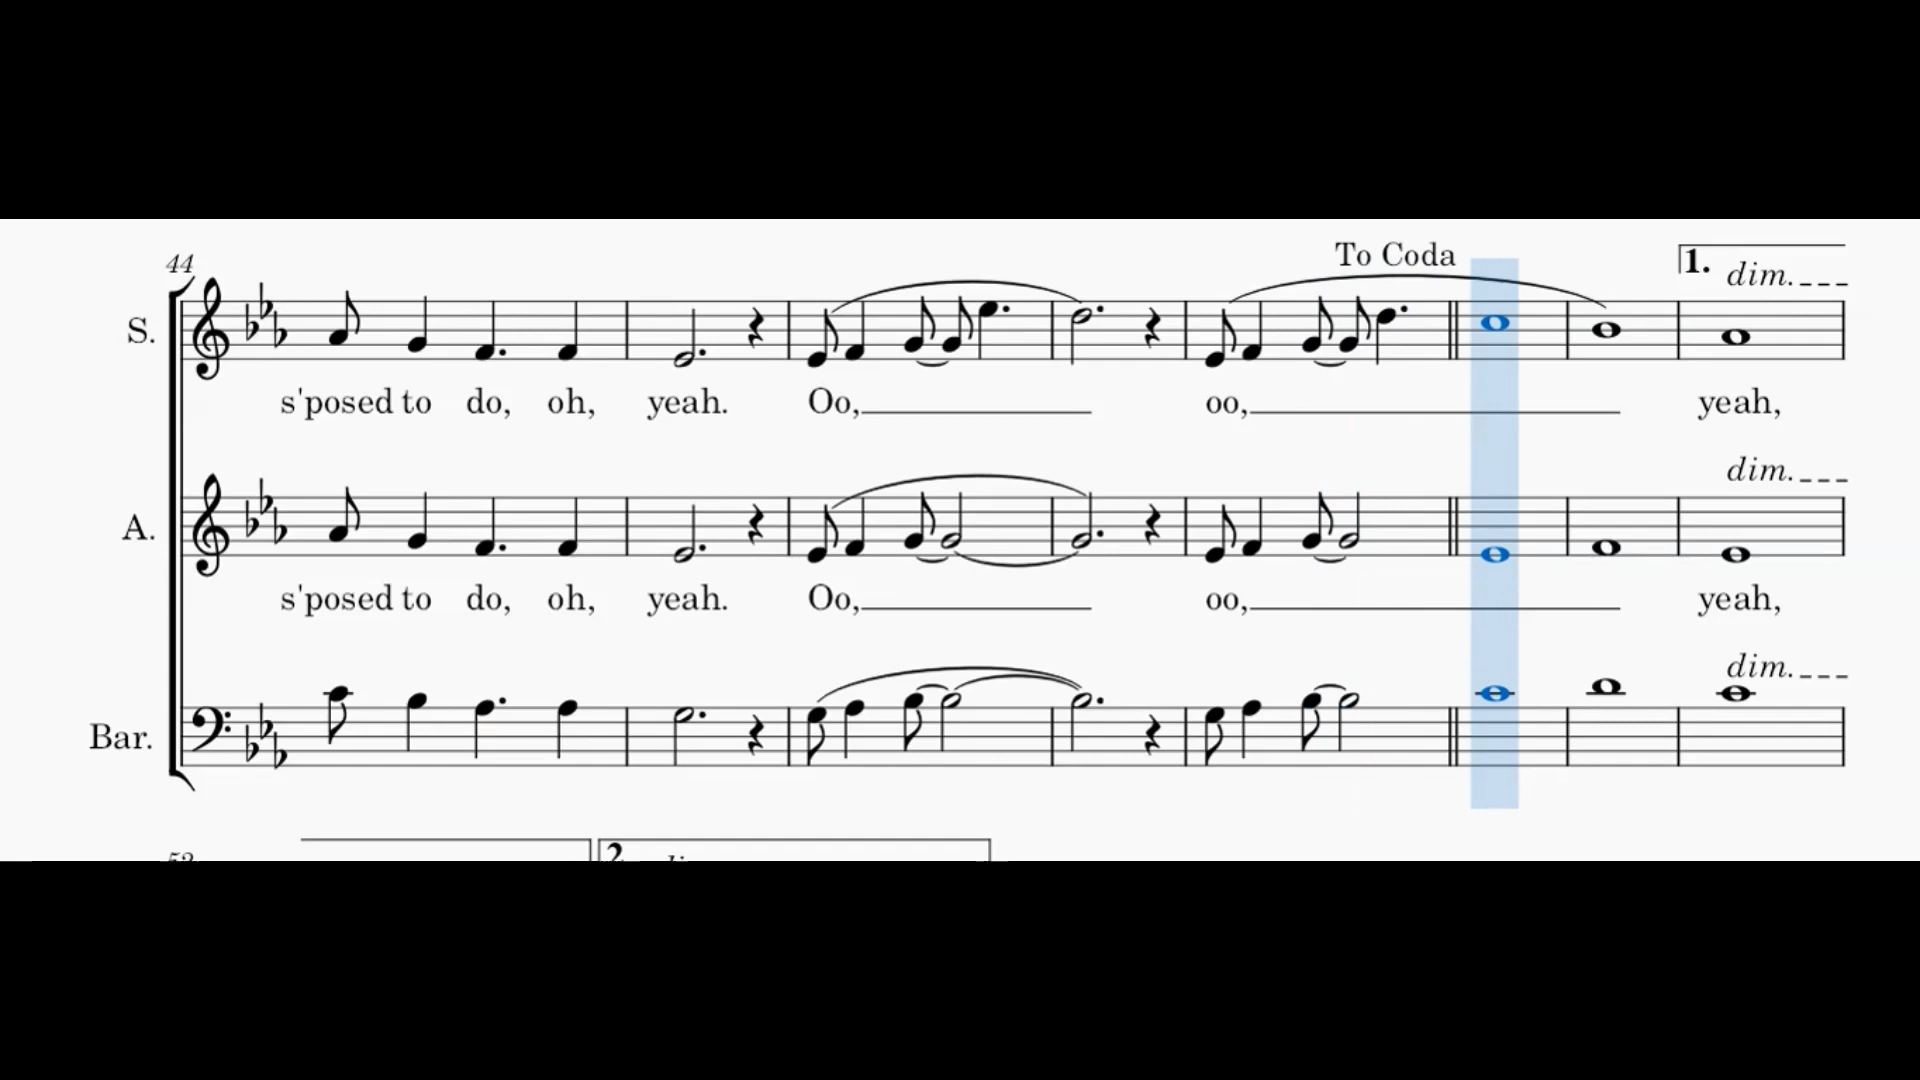 To Coda
44
1. dim.
S.
s'posed to do, oh, yeah. Oo, oo, yeah,
dim.
A.
s'posed to do, oh, yeah. Oo, oo, yeah,
dim.
Bar.
2